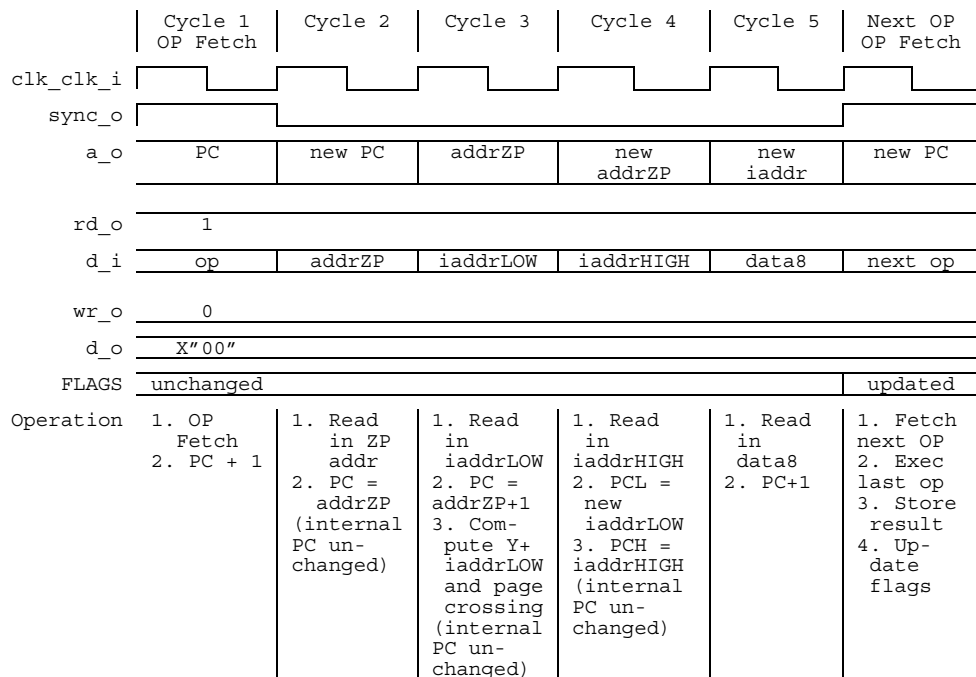 Cycle 1 Cycle 2 Cycle 3 Cycle 4 Cycle 5 Next OP
OP Fetch OP Fetch
clk_clk_i
sync_o
a_o PC new PC addrZP new new new PC
addrZP iaddr
rd_o 1
d_i op addrZP iaddrLOW iaddrHIGH data8 next op
wr_o 0
d_o X"00"
FLAGS unchanged updated
Operation 1. OP 1. Read 1. Read 1. Read 1. Read 1. Fetch
Fetch in ZP in in in next OP
2. PC + 1 addr iaddrLOW iaddrHIGH data8 2. Exec
2. PC = 2. PC = 2. PCL = 2. PC+1 last op
addrZP addrZP+1 new 3. Store
(internal 3. Com- iaddrLOW result
PC un- pute Y+ 3. PCH = 4. Up-
changed) iaddrLOW iaddrHIGH date
and page (internal flags
crossing PC un-
(internal changed)
PC un-
changed)